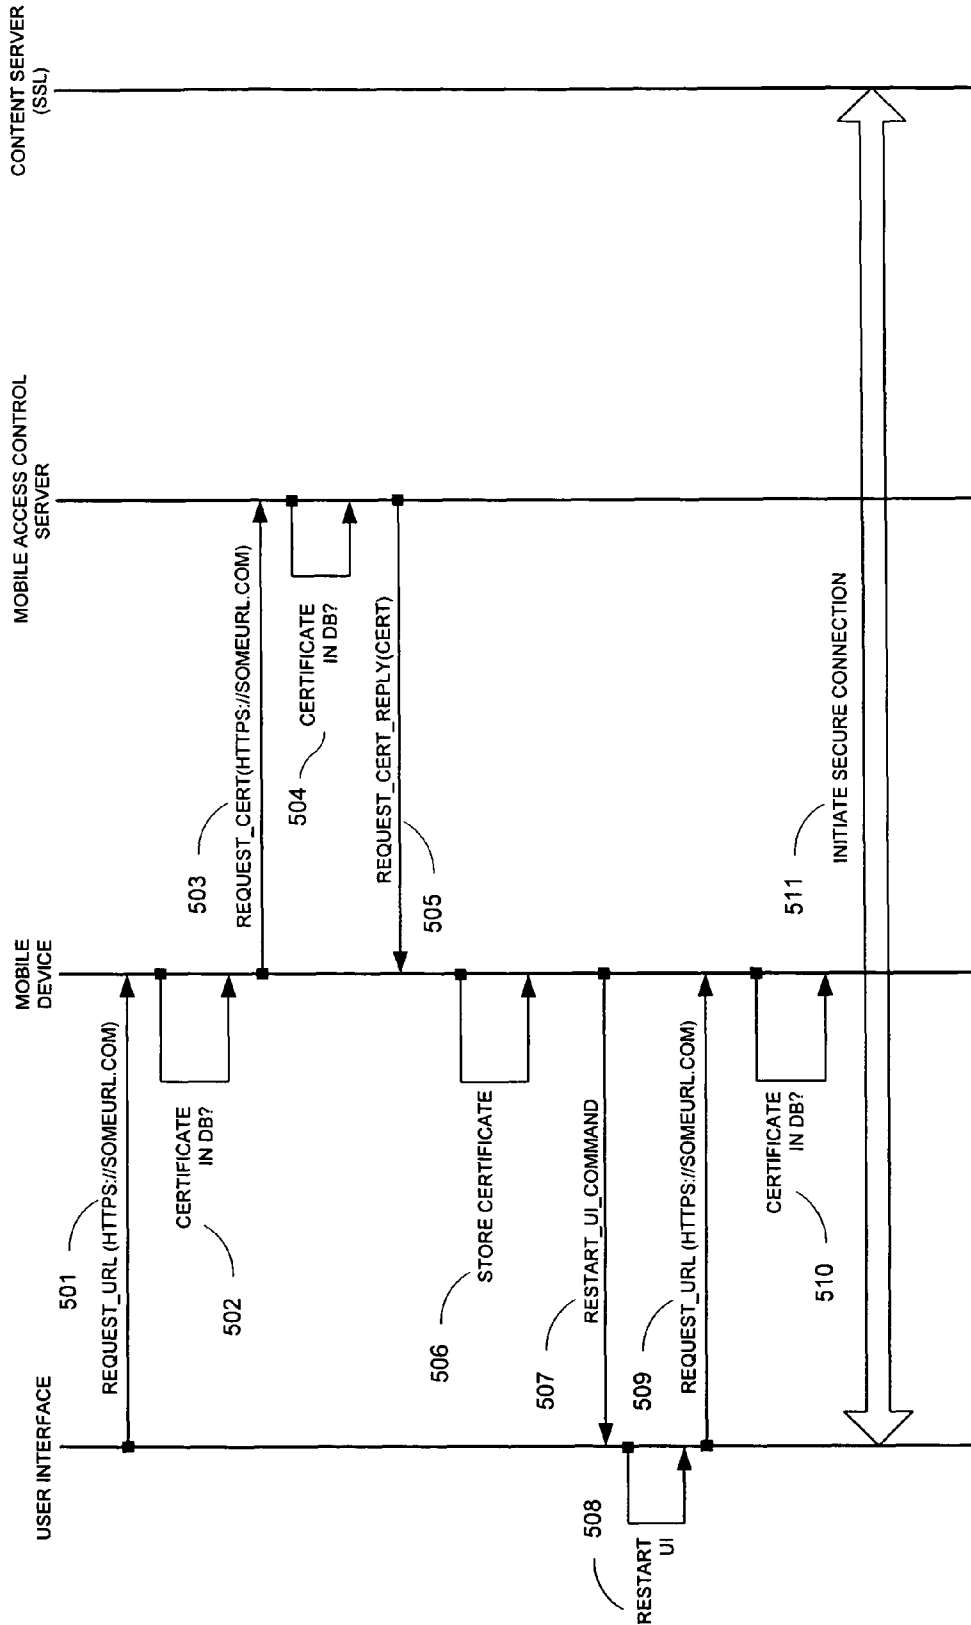 USER INTERFACE
MOBILE
DEVICE
MOBILE ACCESS CONTROL
SERVER
CONTENT SERVER
(SSL)
501
REQUEST_URL (HTTPS://SOMEURL.COM)
CERTIFICATE
IN DB?
502
503
REQUEST_CERT(HTTPS://SOMEURL.COM)
CERTIFICATE
IN DB?
504
REQUEST_CERT_REPLY(CERT)
505
506
STORE CERTIFICATE
507
RESTART_UI_COMMAND
508
RESTART
UI
509
REQUEST_URL (HTTPS://SOMEURL.COM)
CERTIFICATE
IN DB?
510
511
INITIATE SECURE CONNECTION